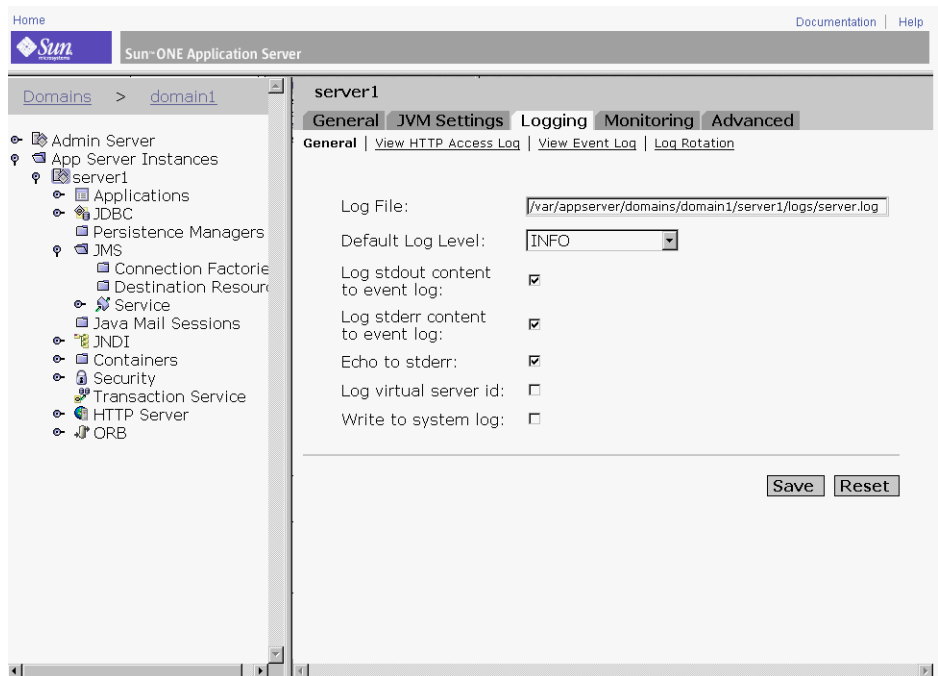 Home
Documentation | Help
Sun
microsystems
Sun™ ONE Application Server
Domains > domain1
Admin Server
App Server Instances
server1
Applications
JDBC
Persistence Managers
JMS
Connection Factorie
Destination Resour
Service
Java Mail Sessions
JNDI
Containers
Security
Transaction Service
HTTP Server
ORB
server1
General JVM Settings Logging Monitoring Advanced
General | View HTTP Access Log | View Event Log | Log Rotation
Log File: /var/appserver/domains/domain1/server1/logs/server.log
Default Log Level: INFO
Log stdout content
to event log:
Log stderr content
to event log:
Echo to stderr:
Log virtual server id:
Write to system log:
Save Reset